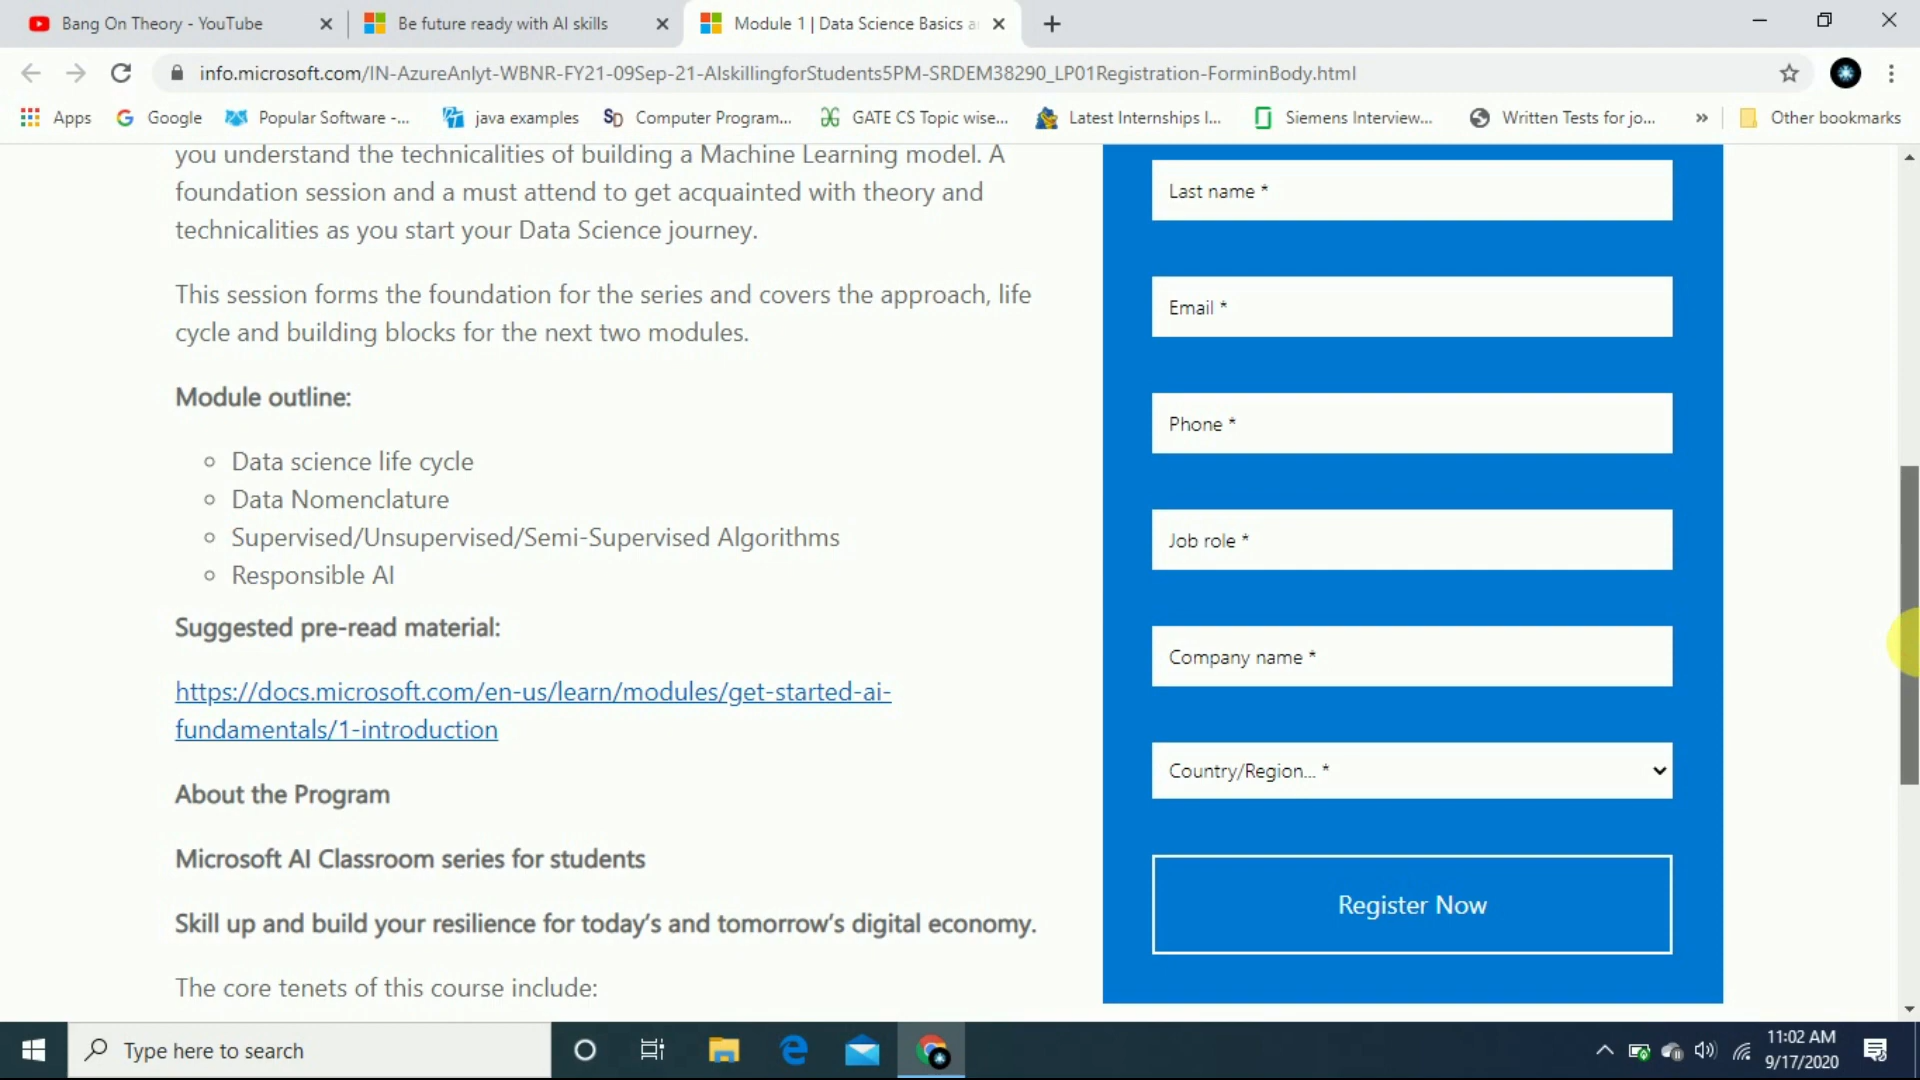 Bang On Theory - YouTube
Be future ready with AI skills
Module 1 | Data Science Basics a
info.microsoft.com/IN-AzureAnlyt-WBNR-FY21-09Sep-21-AIskillingforStudents5PM-SRDEM38290_LP01Registration-ForminBody.html
Apps
Google
Popular Software -...
java examples
Computer Program...
GATE CS Topic wise...
Latest Internships I...
Siemens Interview...
Written Tests for jo...
»
Other bookmarks
you understand the technicalities of building a Machine Learning model. A
foundation session and a must attend to get acquainted with theory and
technicalities as you start your Data Science journey.
This session forms the foundation for the series and covers the approach, life
cycle and building blocks for the next two modules.
Module outline:
Data science life cycle
Data Nomenclature
Supervised/Unsupervised/Semi-Supervised Algorithms
Responsible AI
Suggested pre-read material:
https://docs.microsoft.com/en-us/learn/modules/get-started-ai-
fundamentals/1-introduction
About the Program
Microsoft AI Classroom series for students
Skill up and build your resilience for today's and tomorrow's digital economy.
The core tenets of this course include:
Last name *
Email *
Phone *
Job role *
Company name *
Country/Region... *
Register Now
Type here to search
11:02 AM
9/17/2020